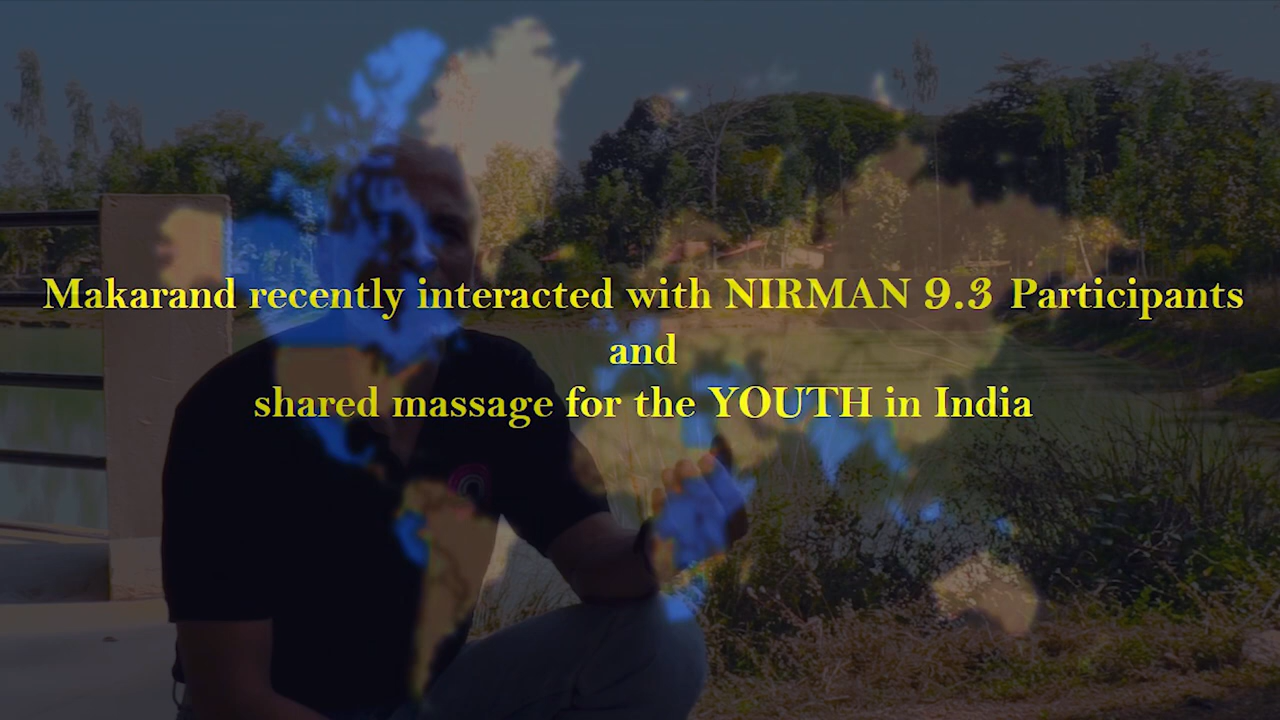 Makarand recently interacted with NIRMAN 9.3 Participants
and
shared massage for the YOUTH in India